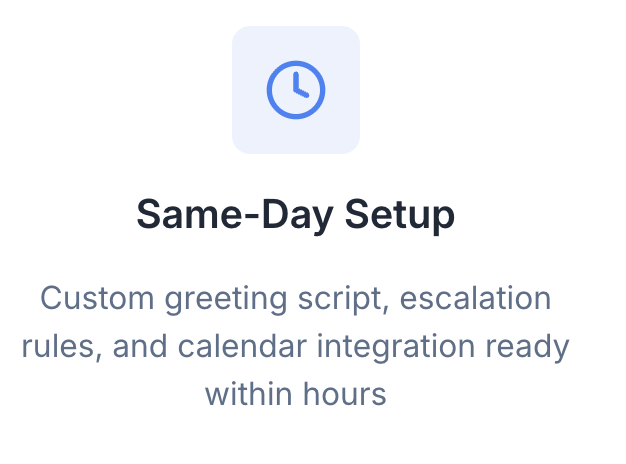 Same-Day Setup
Custom greeting script, escalation
rules, and calendar integration ready
within hours